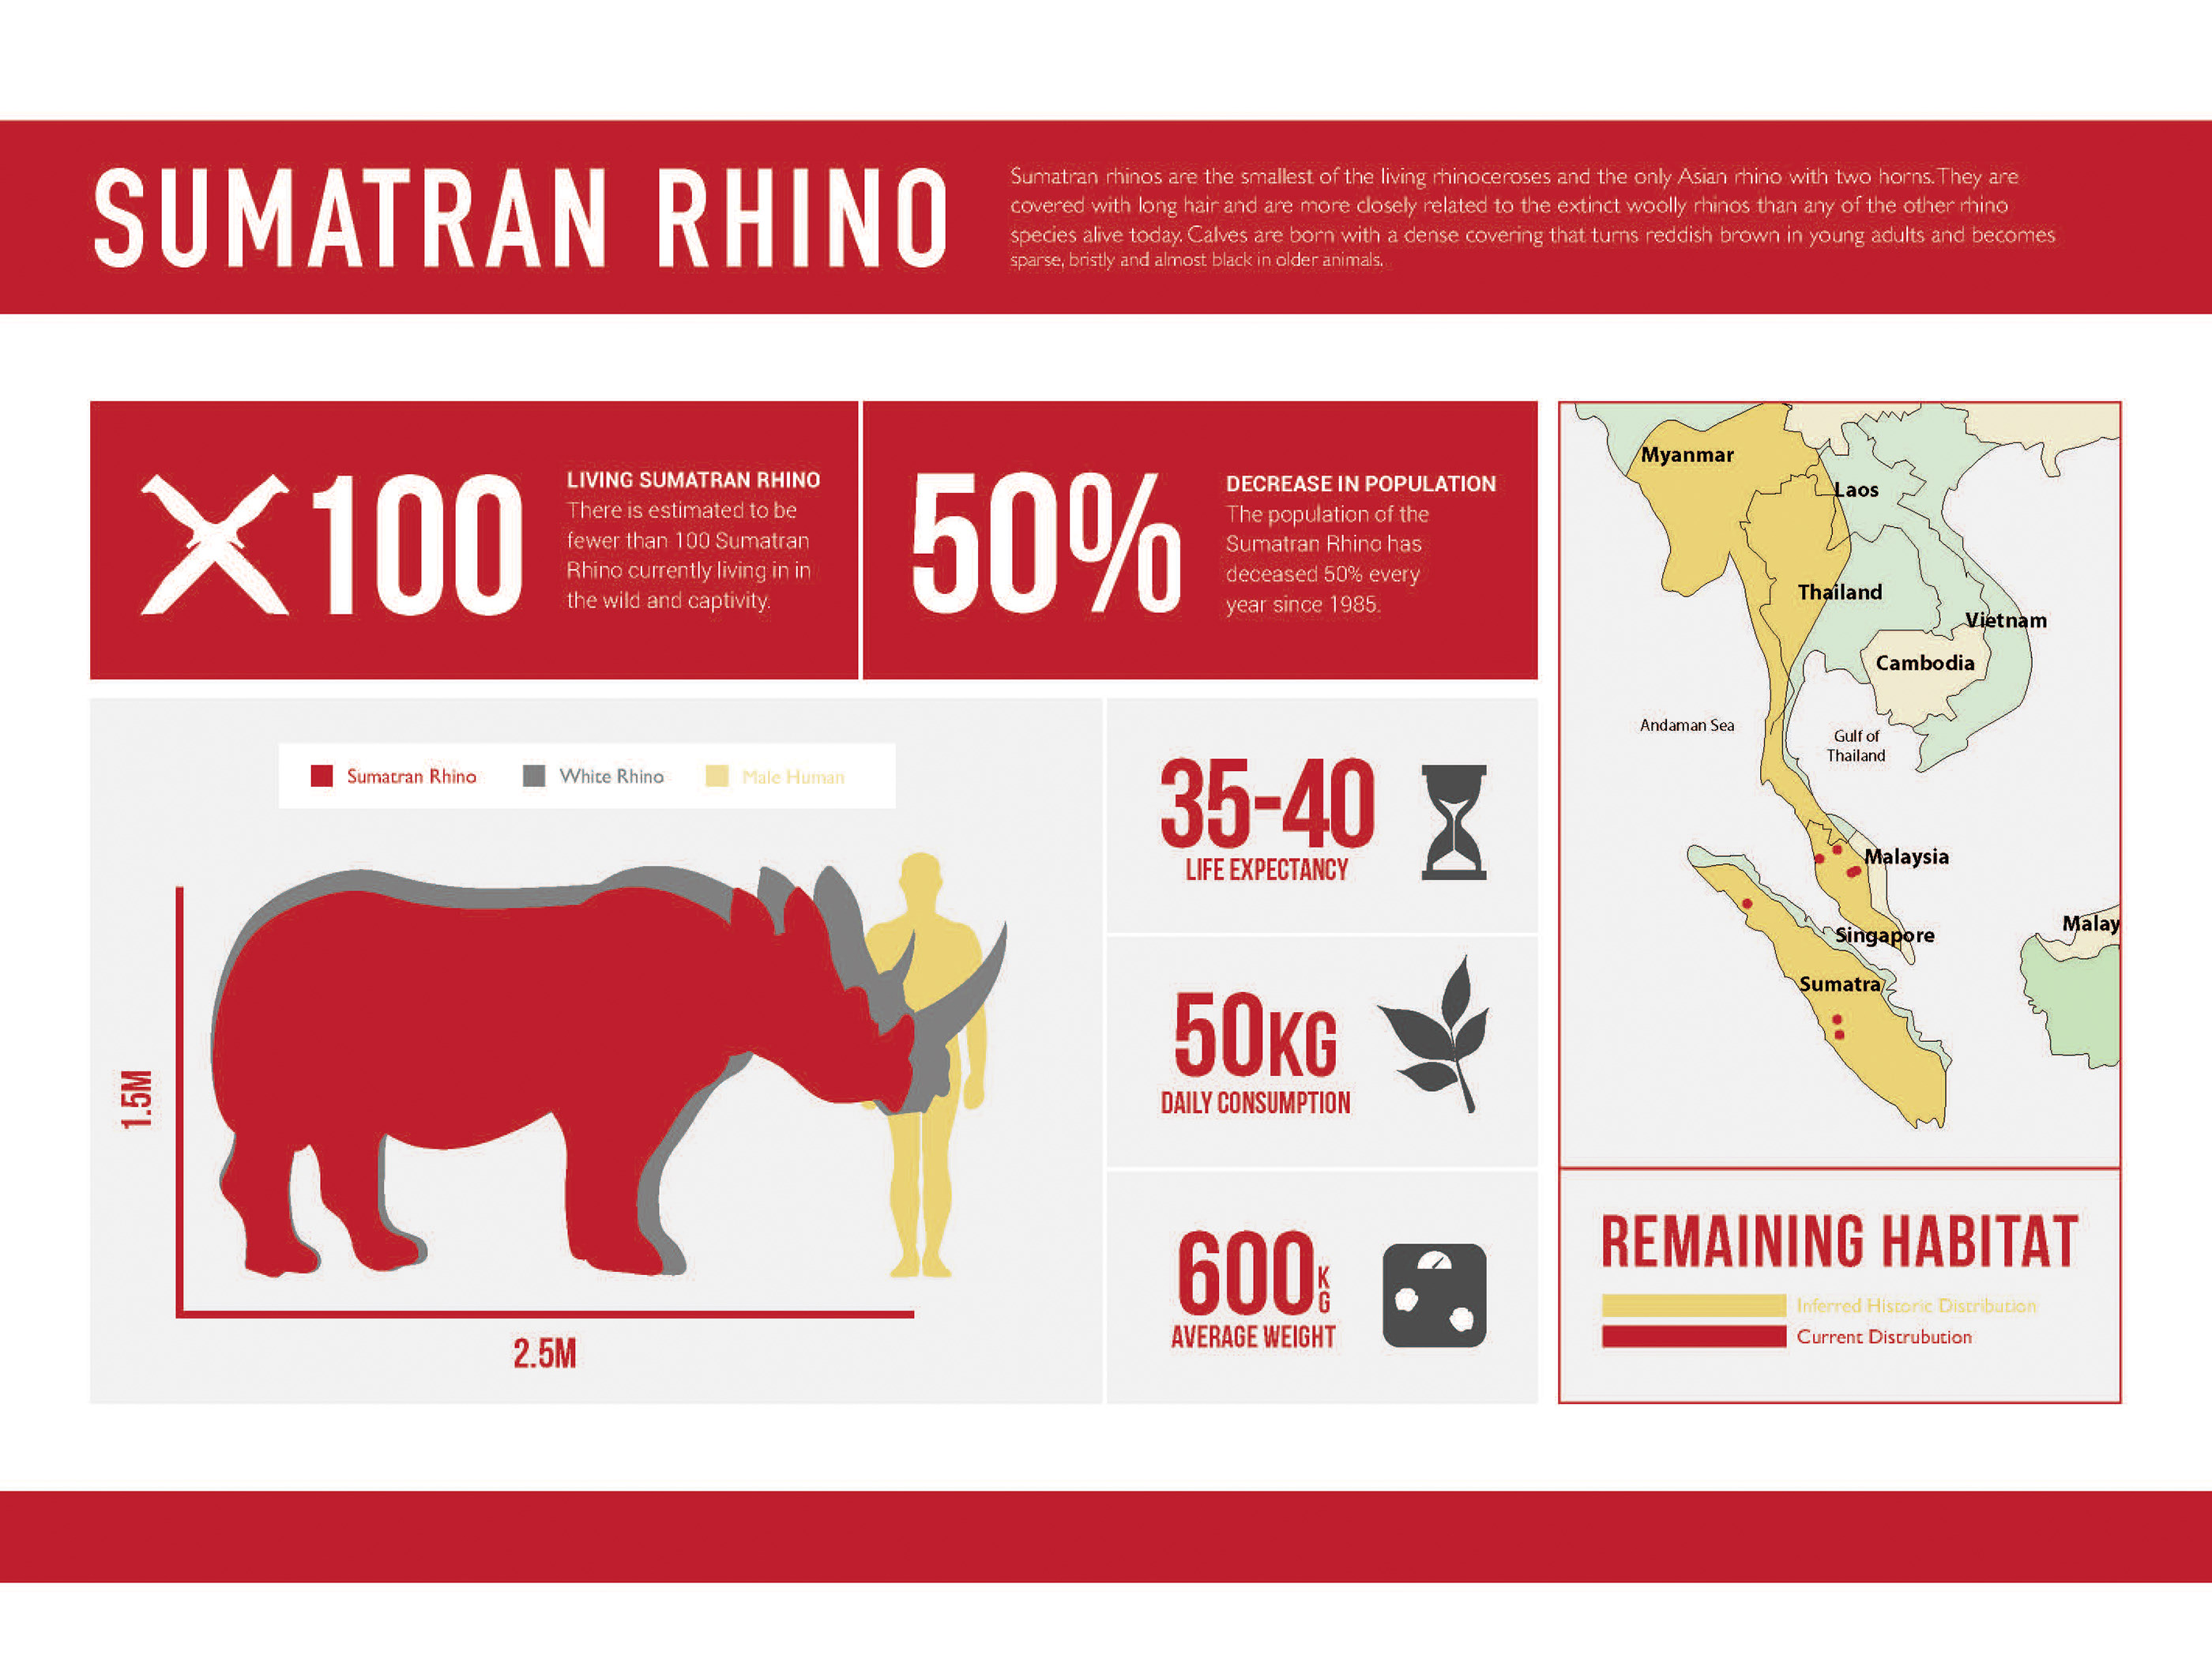 SUMATRAN RHINO
Sumatran rhinos are the smallest of the living rhinoceroses and the only Asian rhino with two horns. They are
covered with long hair and are more closely related to the extinct woolly rhinos than any of the other rhino
species alive today. Calves are born with a dense covering that turns reddish brown in young adults and becomes
sparse, bristly and almost black in older animals.
100
LIVING SUMATRAN RHINO
There is estimated to be
fewer than 100 Sumatran
Rhino currently living in in
the wild and captivity.
50%
DECREASE IN POPULATION
The population of the
Sumatran Rhino has
deceased 50% every
year since 1985.
Sumatran Rhino
White Rhino
Male Human
1.5M
2.5M
35-40
LIFE EXPECTANCY
50KG
DAILY CONSUMPTION
600KG
AVERAGE WEIGHT
Myanmar
Laos
Thailand
Vietnam
Cambodia
Andaman Sea
Gulf of
Thailand
Malaysia
Malay
Singapore
Sumatra
REMAINING HABITAT
Inferred Historic Distribution
Current Distrubution